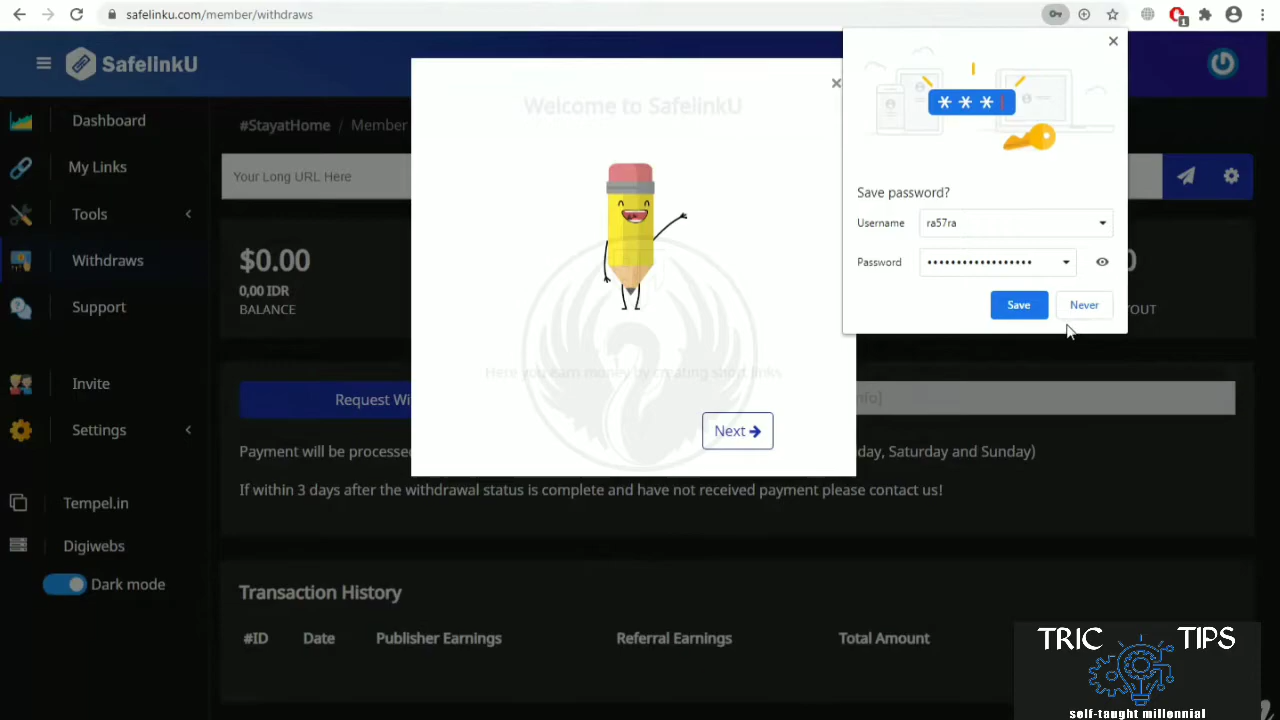 safelinku.com/member/withdraws
1
SafelinkU
Dashboard
My Links
Tools
Withdraws
Support
Invite
Settings
Tempel.in
Digiwebs
Dark mode
#StayatHome / Member
Your Long URL Here
$0.00
0,00 IDR
BALANCE
Welcome to SafelinkU
Here you earn money by creating short links
Next
Save password?
Username ra57ra
Password ••••••••••••••••••
Save Never
Request
Payment will be
day, Saturday and Sunday)
If within 3 days after the withdrawal status is complete and have not received payment please contact us!
Transaction History
#ID Date Publisher Earnings Referral Earnings Total Amount
TRIC TIPS
self-taught millennial